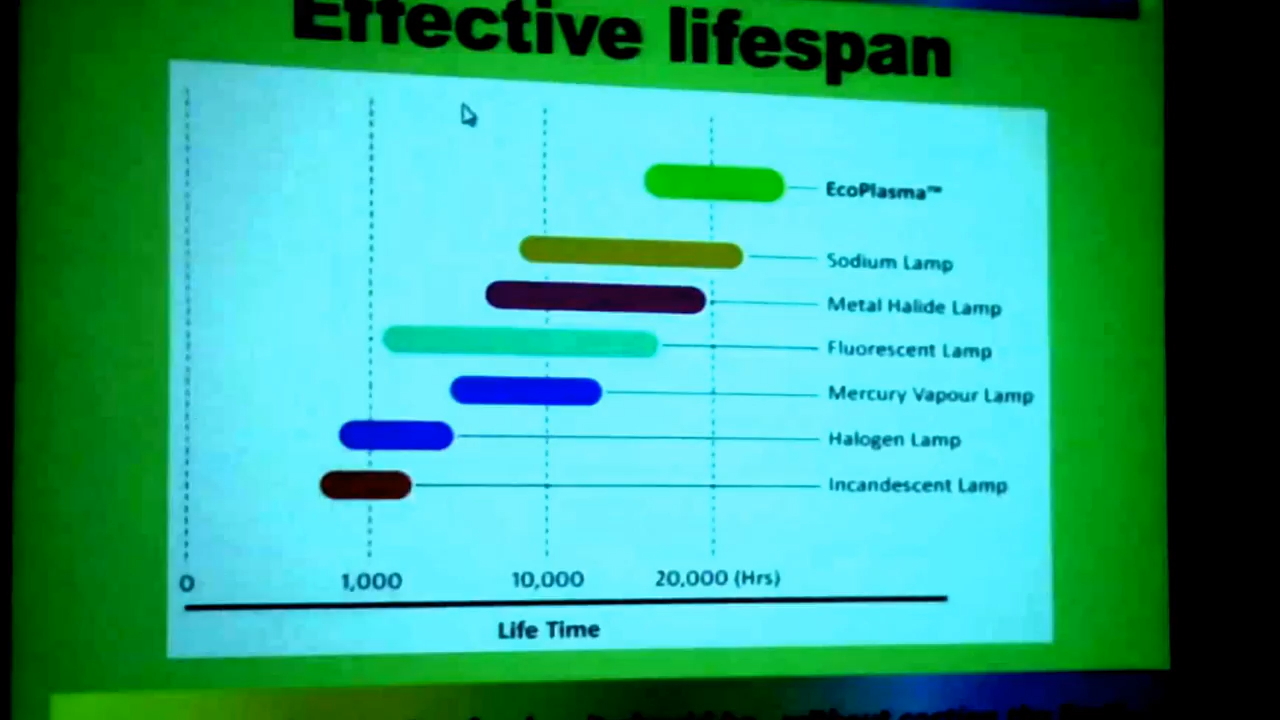 Effective lifespan
EcoPlasma™
Sodium Lamp
Metal Halide Lamp
Fluorescent Lamp
Mercury Vapour Lamp
Halogen Lamp
Incandescent Lamp
0 1,000 10,000 20,000 (Hrs)
Life Time